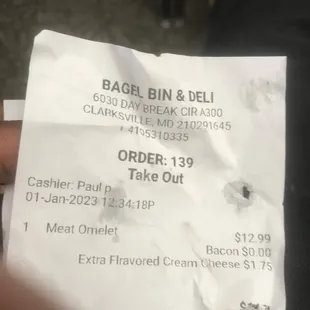 BAGEL BIN & DELI
6030 DAY BREAK CIR A300
CLARKSVILLE, MD 210291645
4105310335
ORDER: 139
Take Out
Cashier: Paul p
01-Jan-2023 12:34:18P
1 Meat Omelet $12.99
Bacon $0.00
Extra Flravored Cream Cheese $1.75